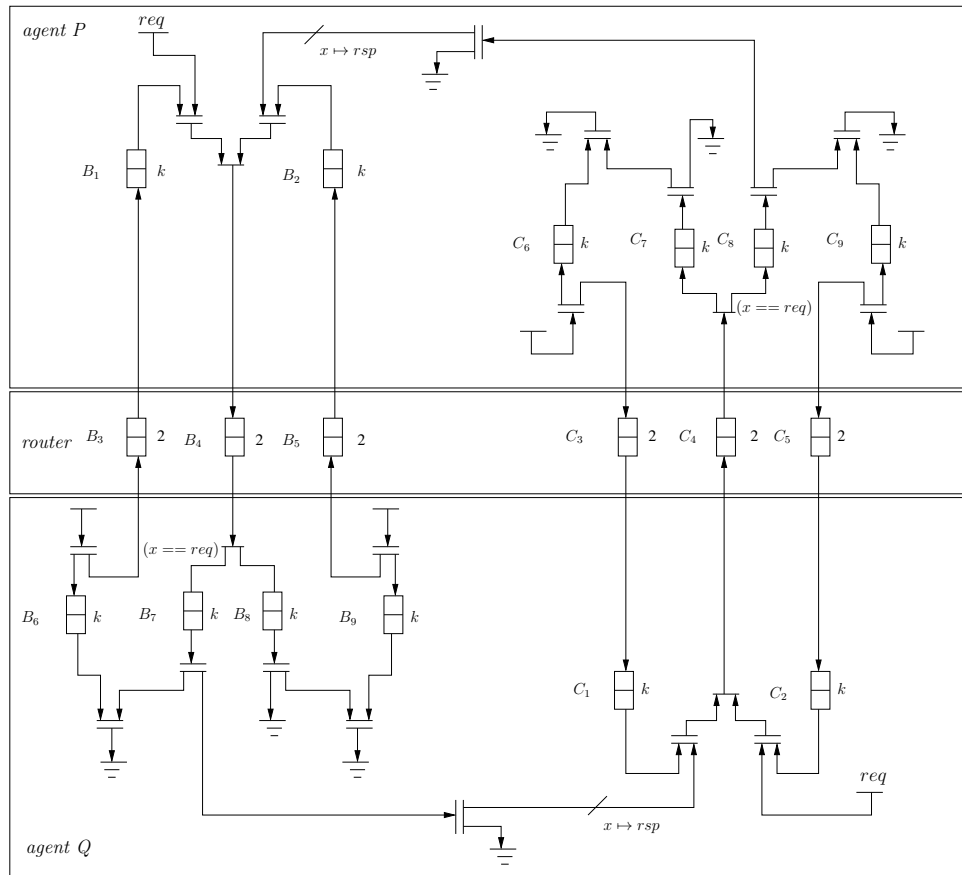 req
agent P
x ↦ rsp
B₁ k B₂ k
C₆ k C₇ k C₈ k C₉ k
(x == req)
router B₃ 2 B₄ 2 B₅ 2 C₃ 2 C₄ 2 C₅ 2
(x == req)
B₆ k B₇ k B₈ k B₉ k
C₁ k C₂ k
req
x ↦ rsp
agent Q